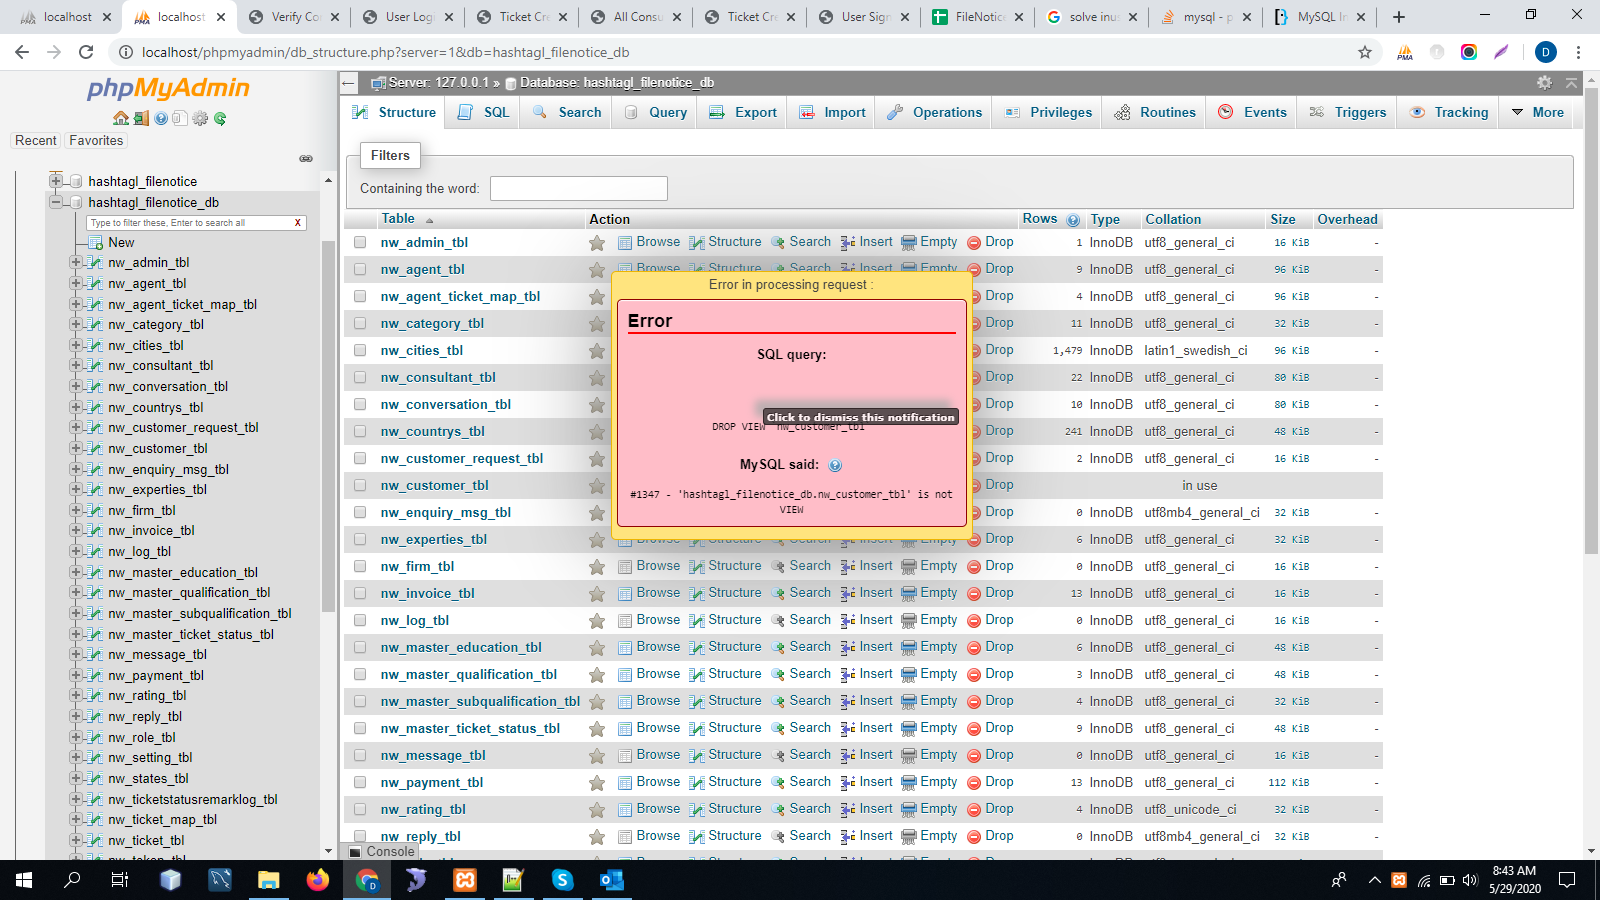 localhost
localhost
Verify Co
User Logi
Ticket Cre
All Consu
Ticket Cre
User Sign
FileNotice
solve inus
mysql - p
MySQL In
localhost/phpmyadmin/db_structure.php?server=1&db=hashtagl_filenotice_db
D
PMA
phpMyAdmin
Recent Favorites
hashtagl_filenotice
hashtagl_filenotice_db
Type to filter these, Enter to search all X
New
nw_admin_tbl
nw_agent_tbl
nw_agent_ticket_map_tbl
nw_category_tbl
nw_cities_tbl
nw_consultant_tbl
nw_conversation_tbl
nw_countrys_tbl
nw_customer_request_tbl
nw_customer_tbl
nw_enquiry_msg_tbl
nw_experties_tbl
nw_firm_tbl
nw_invoice_tbl
nw_log_tbl
nw_master_education_tbl
nw_master_qualification_tbl
nw_master_subqualification_tbl
nw_master_ticket_status_tbl
nw_message_tbl
nw_payment_tbl
nw_rating_tbl
nw_reply_tbl
nw_role_tbl
nw_setting_tbl
nw_states_tbl
nw_ticketstatusremarklog_tbl
nw_ticket_map_tbl
nw_ticket_tbl
Server: 127.0.0.1 » Database: hashtagl_filenotice_db
Structure SQL Search Query Export Import Operations Privileges Routines Events Triggers Tracking More
Filters
Containing the word:
Table Action Rows Type Collation Size Overhead
nw_admin_tbl Browse Structure Search Insert Empty Drop 1 InnoDB utf8_general_ci 16 KiB -
nw_agent_tbl Browse Structure Search Insert Empty Drop 9 InnoDB utf8_general_ci 96 KiB -
nw_agent_ticket_map_tbl Drop 4 InnoDB utf8_general_ci 96 KiB -
nw_category_tbl Drop 11 InnoDB utf8_general_ci 32 KiB -
nw_cities_tbl Drop 1,479 InnoDB latin1_swedish_ci 96 KiB -
nw_consultant_tbl Drop 22 InnoDB utf8_general_ci 80 KiB -
nw_conversation_tbl Drop 10 InnoDB utf8_general_ci 80 KiB -
nw_countrys_tbl Drop 241 InnoDB utf8_general_ci 48 KiB -
nw_customer_request_tbl Drop 2 InnoDB utf8_general_ci 16 KiB -
nw_customer_tbl Drop in use
nw_enquiry_msg_tbl Drop 0 InnoDB utf8mb4_general_ci 32 KiB -
nw_experties_tbl Browse Structure Search Insert Empty Drop 6 InnoDB utf8_general_ci 32 KiB -
nw_firm_tbl Browse Structure Search Insert Empty Drop 0 InnoDB utf8_general_ci 16 KiB -
nw_invoice_tbl Browse Structure Search Insert Empty Drop 13 InnoDB utf8_general_ci 16 KiB -
nw_log_tbl Browse Structure Search Insert Empty Drop 0 InnoDB utf8_general_ci 16 KiB -
nw_master_education_tbl Browse Structure Search Insert Empty Drop 6 InnoDB utf8_general_ci 48 KiB -
nw_master_qualification_tbl Browse Structure Search Insert Empty Drop 3 InnoDB utf8_general_ci 48 KiB -
nw_master_subqualification_tbl Browse Structure Search Insert Empty Drop 4 InnoDB utf8_general_ci 32 KiB -
nw_master_ticket_status_tbl Browse Structure Search Insert Empty Drop 9 InnoDB utf8_general_ci 48 KiB -
nw_message_tbl Browse Structure Search Insert Empty Drop 0 InnoDB utf8_general_ci 16 KiB -
nw_payment_tbl Browse Structure Search Insert Empty Drop 13 InnoDB utf8_general_ci 112 KiB -
nw_rating_tbl Browse Structure Search Insert Empty Drop 4 InnoDB utf8_unicode_ci 32 KiB -
nw_reply_tbl Browse Structure Search Insert Empty Drop 0 InnoDB utf8mb4_general_ci 32 KiB -
Error in processing request :
Error
SQL query:
Click to dismiss this notification
DROP VIEW nw_customer_tbl
MySQL said:
#1347 - 'hashtagl_filenotice_db.nw_customer_tbl' is not
VIEW
Console
8:43 AM
5/29/2020